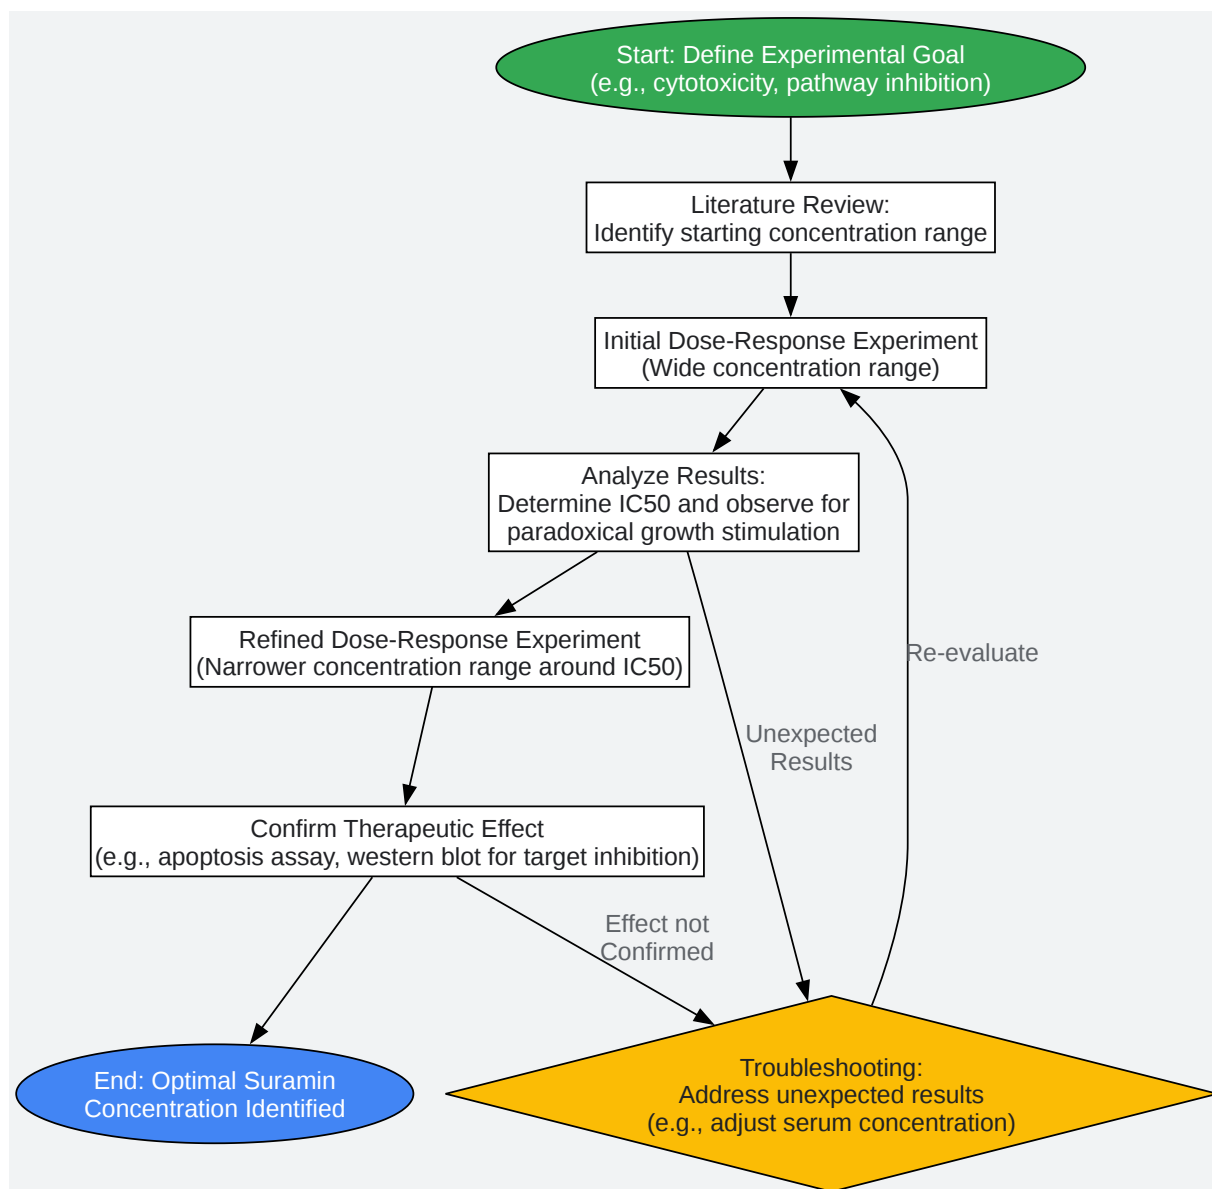 Start: Define Experimental Goal
(e.g., cytotoxicity, pathway inhibition)
Literature Review:
Identify starting concentration range
Initial Dose-Response Experiment
(Wide concentration range)
Analyze Results:
Determine IC50 and observe for
paradoxical growth stimulation
Refined Dose-Response Experiment
(Narrower concentration range around IC50)
Re-evaluate
Unexpected
Results
Confirm Therapeutic Effect
(e.g., apoptosis assay, western blot for target inhibition)
Effect not
Confirmed
End: Optimal Suramin
Concentration Identified
Troubleshooting:
Address unexpected results
(e.g., adjust serum concentration)